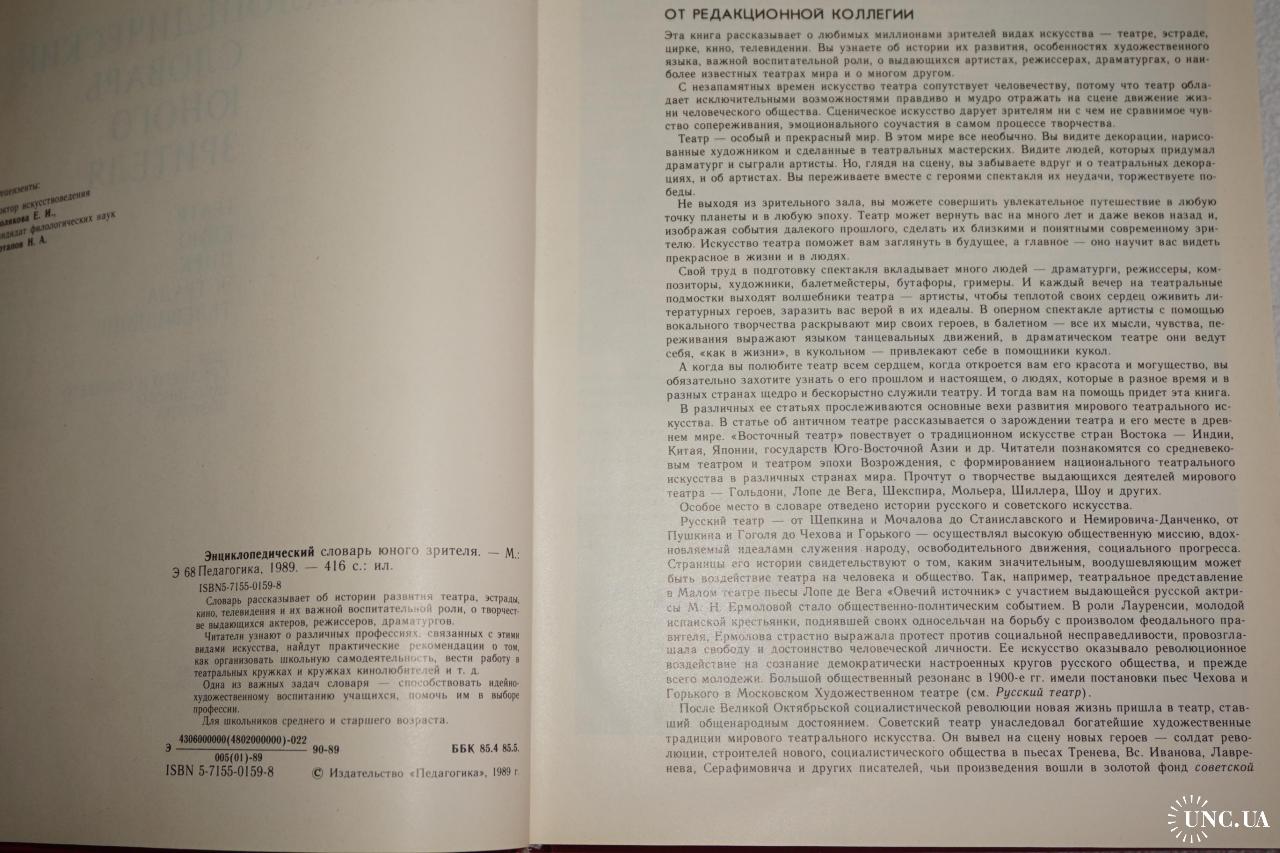 доктор искусствоведения
Е. И.,
кандидат филологических наук
Н. А.
Энциклопедический словарь юного зрителя. — М.:
Э 68 Педагогика, 1989. — 416 с.: ил.
ISBN5-7155-0159-8
Словарь рассказывает об истории развития театра, эстрады,
кино, телевидения и их важной воспитательной роли, о творчест-
ве выдающихся актеров, режиссеров, драматургов.
Читатели узнают о различных профессиях, связанных с этими
видами искусства, найдут практические рекомендации о том,
как организовать школьную самодеятельность, вести работу в
театральных кружках и кружках кинолюбителей и т. д.
Одна из важных задач словаря — способствовать идейно-
художественному воспитанию учащихся, помочь им в выборе
профессии.
Для школьников среднего и старшего возраста.
Э 4306000000(4802000000)-022
005(01)-89
90-89
ББК 85.4 85.5.
ISBN 5-7155-0159-8
© Издательство «Педагогика», 1989 г.
ОТ РЕДАКЦИОННОЙ КОЛЛЕГИИ
Эта книга рассказывает о любимых миллионами зрителей видах искусства — театре, эстраде,
цирке, кино, телевидении. Вы узнаете об истории их развития, особенностях художественного
языка, важной воспитательной роли, о выдающихся артистах, режиссерах, драматургах, о наи-
более известных театрах мира и о многом другом.
С незапамятных времен искусство театра сопутствует человечеству, потому что театр обла-
дает исключительными возможностями правдиво и мудро отражать на сцене движение жиз-
ни человеческого общества. Сценическое искусство дарует зрителям ни с чем не сравнимое чув-
ство сопереживания, эмоционального соучастия в самом процессе творчества.
Театр — особый и прекрасный мир. В этом мире все необычно. Вы видите декорации, нарисо-
ванные художником и сделанные в театральных мастерских. Видите людей, которых придумал
драматург и сыграли артисты. Но, глядя на сцену, вы забываете вдруг и о театральных декора-
циях, и об артистах. Вы переживаете вместе с героями спектакля их неудачи, торжествуете по-
беды.
Не выходя из зрительного зала, вы можете совершить увлекательное путешествие в любую
точку планеты и в любую эпоху. Театр может вернуть вас на много лет и даже веков назад и,
изображая события далекого прошлого, сделать их близкими и понятными современному зри-
телю. Искусство театра поможет вам заглянуть в будущее, а главное — оно научит вас видеть
прекрасное в жизни и в людях.
Свой труд в подготовку спектакля вкладывает много людей — драматурги, режиссеры, ком-
позиторы, художники, балетмейстеры, бутафоры, гримеры. И каждый вечер на театральные
подмостки выходят волшебники театра — артисты, чтобы теплотой своих сердец оживить ли-
тературных героев, заразить вас верой в их идеалы. В оперном спектакле артисты с помощью
вокального творчества раскрывают мир своих героев, в балетном — все их мысли, чувства, пе-
реживания выражают языком танцевальных движений, в драматическом театре они ведут
себя, «как в жизни», в кукольном — привлекают себе в помощники кукол.
А когда вы полюбите театр всем сердцем, когда откроется вам его красота и могущество, вы
обязательно захотите узнать о его прошлом и настоящем, о людях, которые в разное время и в
разных странах щедро и бескорыстно служили театру. И тогда вам на помощь придет эта книга.
В различных ее статьях прослеживаются основные вехи развития мирового театрального ис-
кусства. В статье об античном театре рассказывается о зарождении театра и его месте в древ-
нем мире. «Восточный театр» повествует о традиционном искусстве стран Востока — Индии,
Китая, Японии, государств Юго-Восточной Азии и др. Читатели познакомятся со средневеко-
вым театром и театром эпохи Возрождения, с формированием национального театрального
искусства в различных странах мира. Прочтут о творчестве выдающихся деятелей мирового
театра — Гольдони, Лопе де Вега, Шекспира, Мольера, Шиллера, Шоу и других.
Особое место в словаре отведено истории русского и советского искусства.
Русский театр — от Щепкина и Мочалова до Станиславского и Немировича-Данченко, от
Пушкина и Гоголя до Чехова и Горького — осуществлял высокую общественную миссию, вдох-
новляемый идеалами служения народу, освободительного движения, социального прогресса.
Страницы его истории свидетельствуют о том, каким значительным, воодушевляющим может
быть воздействие театра на человека и общество. Так, например, театральное представление
в Малом театре пьесы Лопе де Вега «Овечий источник» с участием выдающейся русской актри-
сы М. Н. Ермоловой стало общественно-политическим событием. В роли Лауренсии, молодой
испанской крестьянки, поднявшей своих односельчан на борьбу с произволом феодального пра-
вителя, Ермолова страстно выражала протест против социальной несправедливости, провозгла-
шала свободу и достоинство человеческой личности. Ее искусство оказывало революционное
воздействие на сознание демократически настроенных кругов русского общества, и прежде
всего молодежи. Большой общественный резонанс в 1900-е гг. имели постановки пьес Чехова и
Горького в Московском Художественном театре (см. Русский театр).
После Великой Октябрьской социалистической революции новая жизнь пришла в театр, став-
ший общенародным достоянием. Советский театр унаследовал богатейшие художественные
традиции мирового театрального искусства. Он вывел на сцену новых героев — солдат рево-
люции, строителей нового, социалистического общества в пьесах Тренева, Вс. Иванова, Лавре-
нева, Серафимовича и других писателей, чьи произведения вошли в золотой фонд советской
UNC.UA